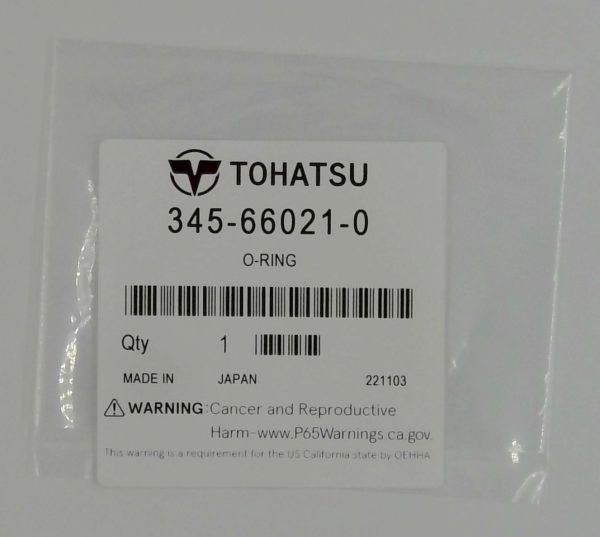 TOHATSU
345-66021-0
O-RING
Qty 1
MADE IN JAPAN 221103
WARNING:Cancer and Reproductive
Harm-www.P65Warnings.ca.gov.
This warning is a requirement for the US California state by OEHHA